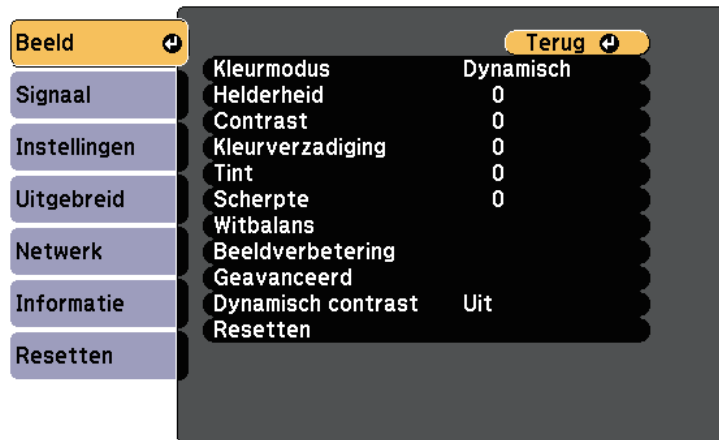 Beeld
Signaal
Instellingen
Uitgebreid
Netwerk
Informatie
Resetten
Terug
Kleurmodus Dynamisch
Helderheid 0
Contrast 0
Kleurverzadiging 0
Tint 0
Scherpte 0
Witbalans
Beeldverbetering
Geavanceerd
Dynamisch contrast Uit
Resetten